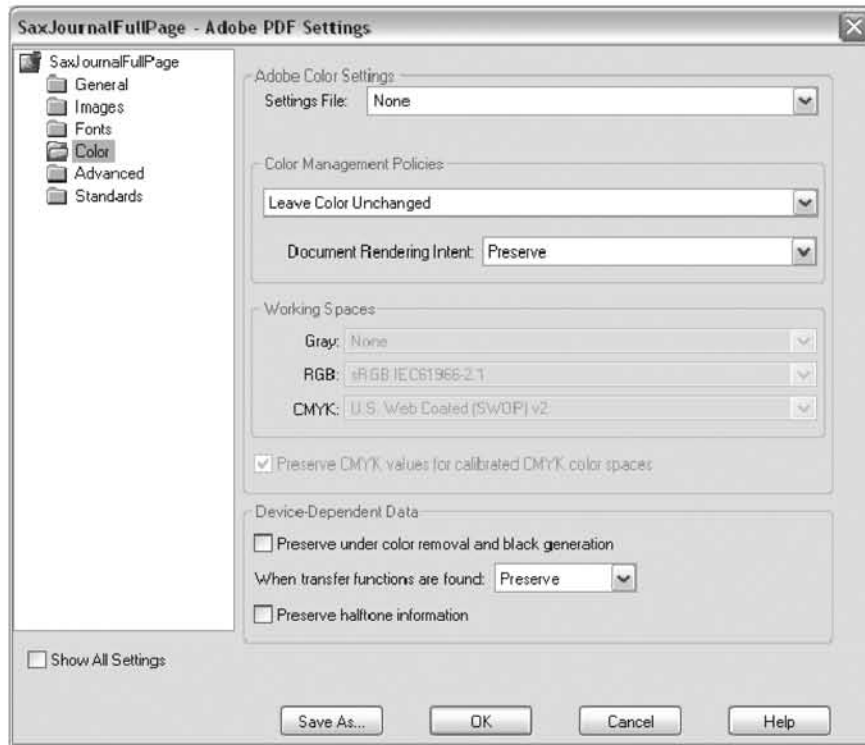 SaxJournalFullPage - Adobe PDF Settings
SaxJournalFullPage
General
Images
Fonts
Color
Advanced
Standards
Show All Settings
Adobe Color Settings
Settings File: None
Color Management Policies
Leave Color Unchanged
Document Rendering Intent: Preserve
Working Spaces
Gray: None
RGB: sRGB IEC61966-2.1
CMYK: U.S. Web Coated (SWOP) v2
Preserve CMYK values for calibrated CMYK color spaces
Device-Dependent Data
Preserve under color removal and black generation
When transfer functions are found: Preserve
Preserve halftone information
Save As... OK Cancel Help